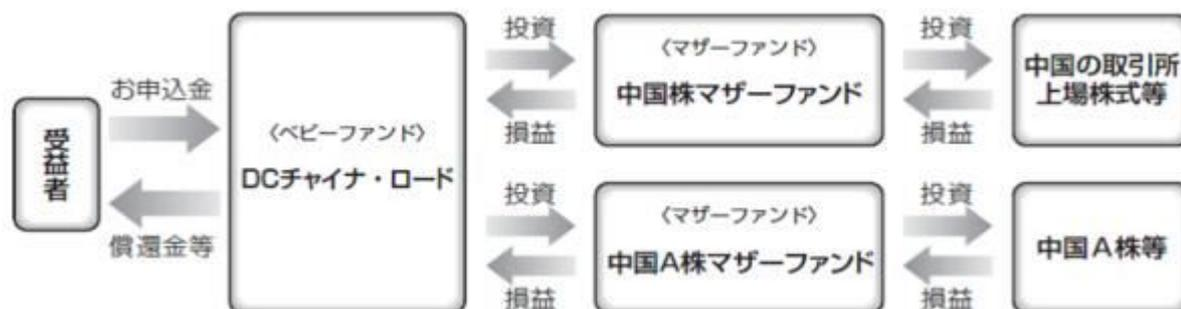 受益者
お申込金
償還金等
〈ベビーファンド〉
DCチャイナ・ロード
投資
損益
〈マザーファンド〉
中国株マザーファンド
投資
損益
中国の取引所
上場株式等
投資
損益
〈マザーファンド〉
中国A株マザーファンド
投資
損益
中国A株等